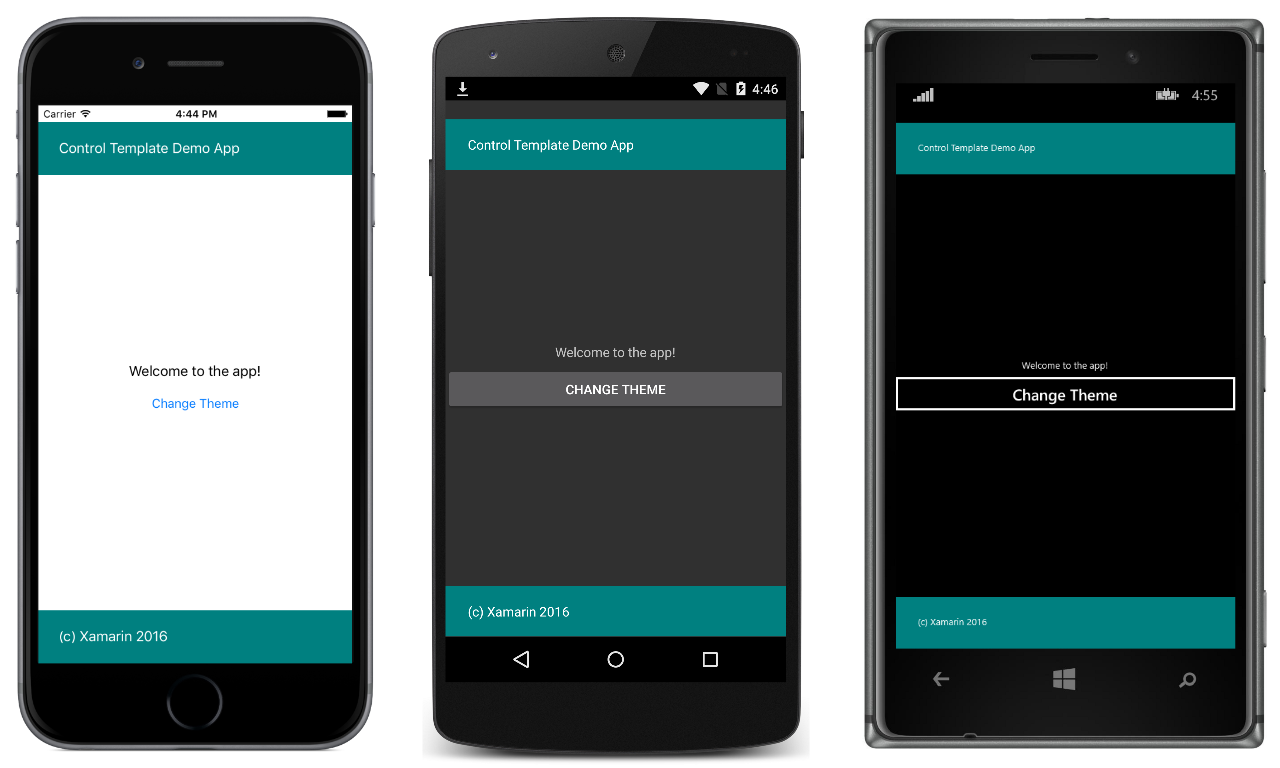 Carrier
4:44 PM
Control Template Demo App
Welcome to the app!
Change Theme
(c) Xamarin 2016
4:46
Control Template Demo App
Welcome to the app!
CHANGE THEME
(c) Xamarin 2016
4:55
Control Template Demo App
Welcome to the app!
Change Theme
(c) Xamarin 2016